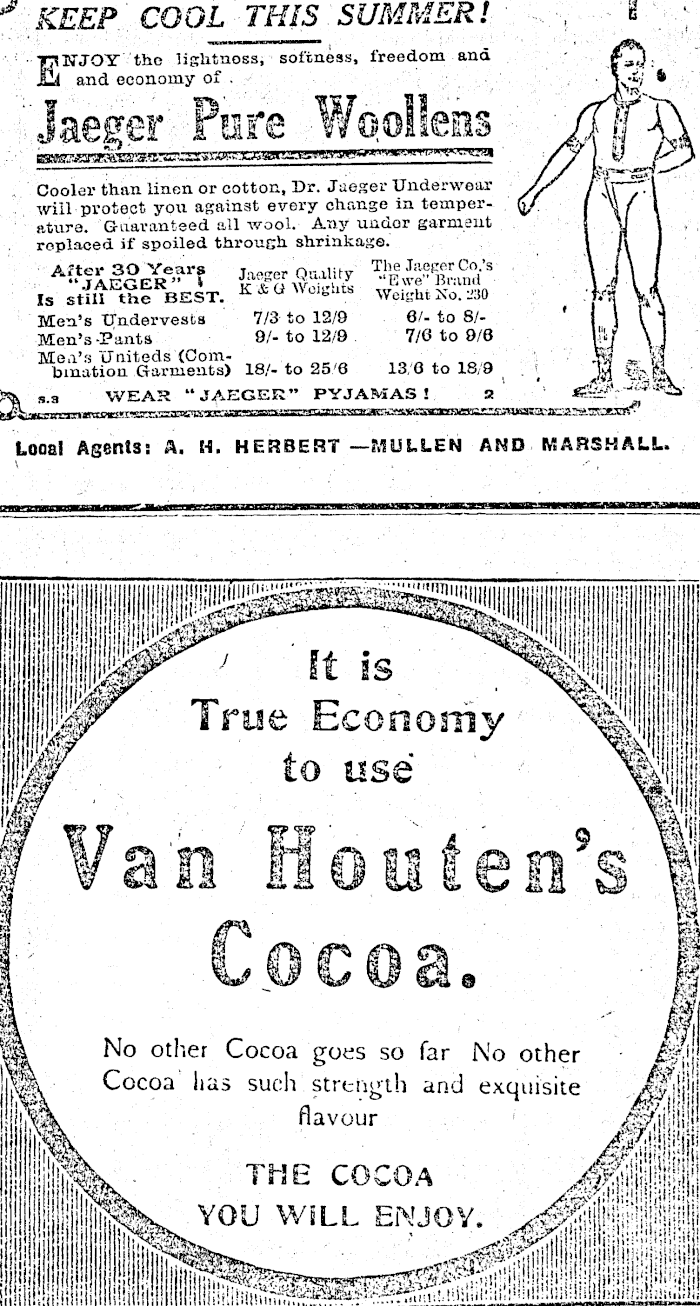 KEEP COOL THIS SUMMER!
ENJOY the lightness, softness, freedom and
and economy of .
Jaeger Pure Woollens
Cooler than linen or cotton, Dr. Jaeger Underwear
will protect you against every change in temper-
ature. Guaranteed all wool. Any under garment
replaced if spoiled through shrinkage.
After 30 Years
"JAEGER"
Is still the BEST.
Jaeger Quality
K & G Weights
The Jaeger Co.'s
"Ewe" Brand
Weight No. 230
Men's Undervests 7/3 to 12/9 6/- to 8/-
Men's Pants 9/- to 12/9 7/6 to 9/6
Men's Uniteds (Com-
bination Garments) 18/- to 25/6 13/6 to 18/9
S.3 WEAR "JAEGER" PYJAMAS! 2
Local Agents: A. H. HERBERT —MULLEN AND MARSHALL.
It is
True Economy
to use
Van Houten's
Cocoa.
No other Cocoa goes so far No other
Cocoa has such strength and exquisite
flavour
THE COCOA
YOU WILL ENJOY.